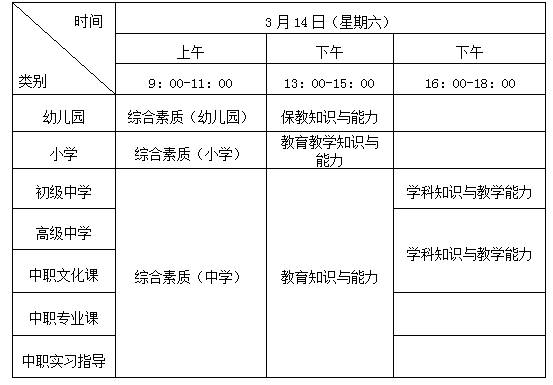 时间
3月14日（星期六）
类别
上午
下午
下午
9：00-11：00
13：00-15：00
16：00-18：00
幼儿园
综合素质（幼儿园）
保教知识与能力
小学
综合素质（小学）
教育教学知识与
能力
初级中学
学科知识与教学能力
高级中学
中职文化课
综合素质（中学）
教育知识与能力
学科知识与教学能力
中职专业课
中职实习指导